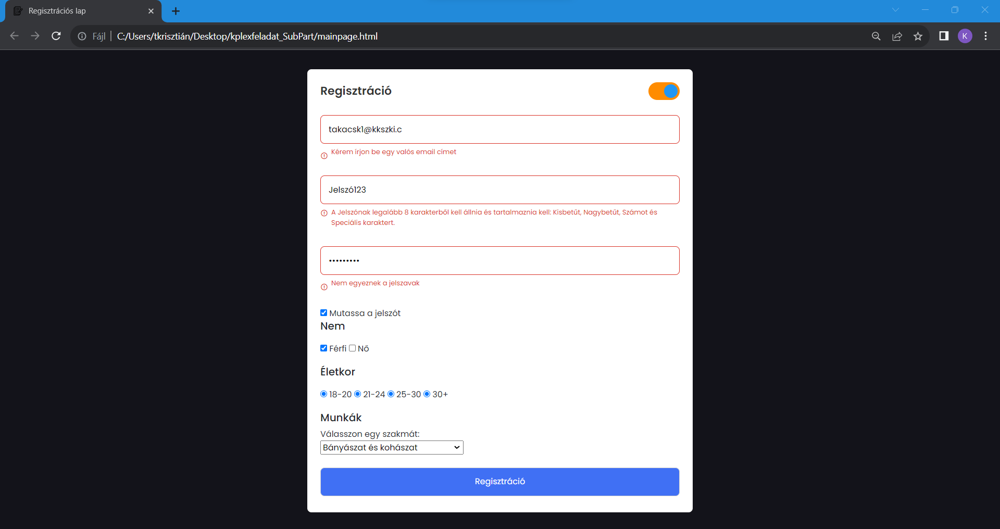 Regisztrációs lap
Fájl
C:/Users/tkrisztián/Desktop/kplexfeladat_SubPart/mainpage.html
K
Regisztráció
takacsk1@kkszki.c
Kérem írjon be egy valós email címet
Jelszó123
A Jelszónak legalább 8 karakterből kell állnia és tartalmaznia kell: Kisbetűt, Nagybetűt, Számot és
Speciális karaktert.
•••••••••
Nem egyeznek a jelszavak
Mutassa a jelszót
Nem
Férfi Nő
Életkor
18-20 21-24 25-30 30+
Munkák
Válasszon egy szakmát:
Bányászat és kohászat
Regisztráció